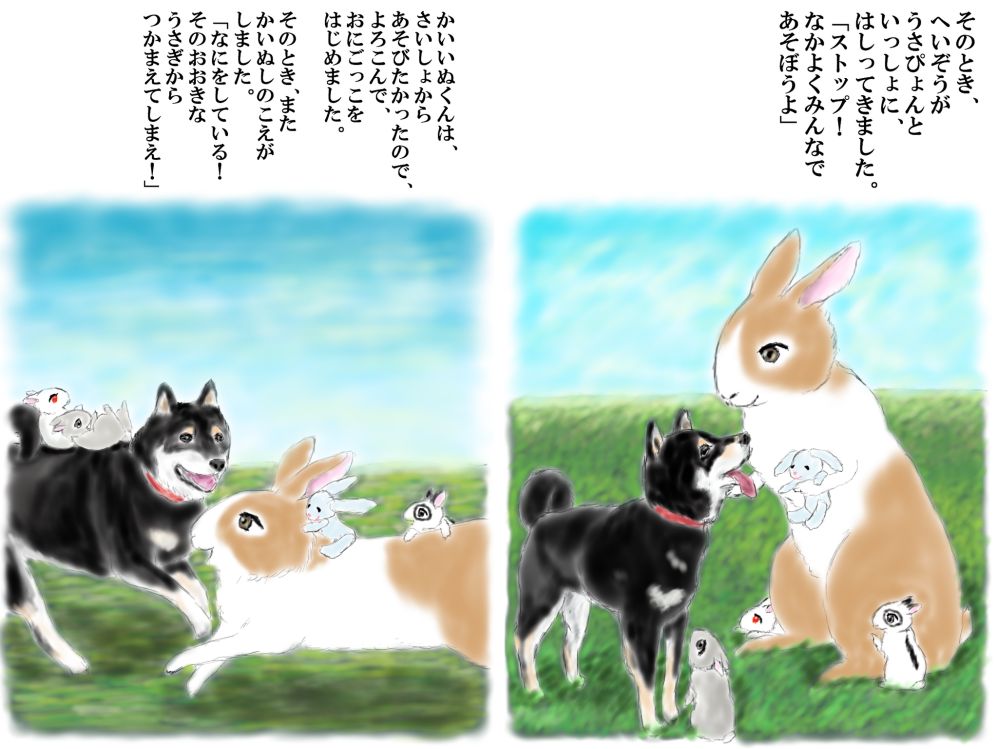 そのとき、
へいぞうが
うさぴょんと
いっしょに、
はしってきました。
「ストップ！
なかよくみんなで
あそぼうよ」
かいいぬくんは、
さいしょから
あそびたかったので、
よろこんで、
おにごっこを
はじめました。
そのとき、また
かいぬしのこえが
しました。
「なにをしている！
そのおおきな
うさぎから
つかまえてしまえ！」